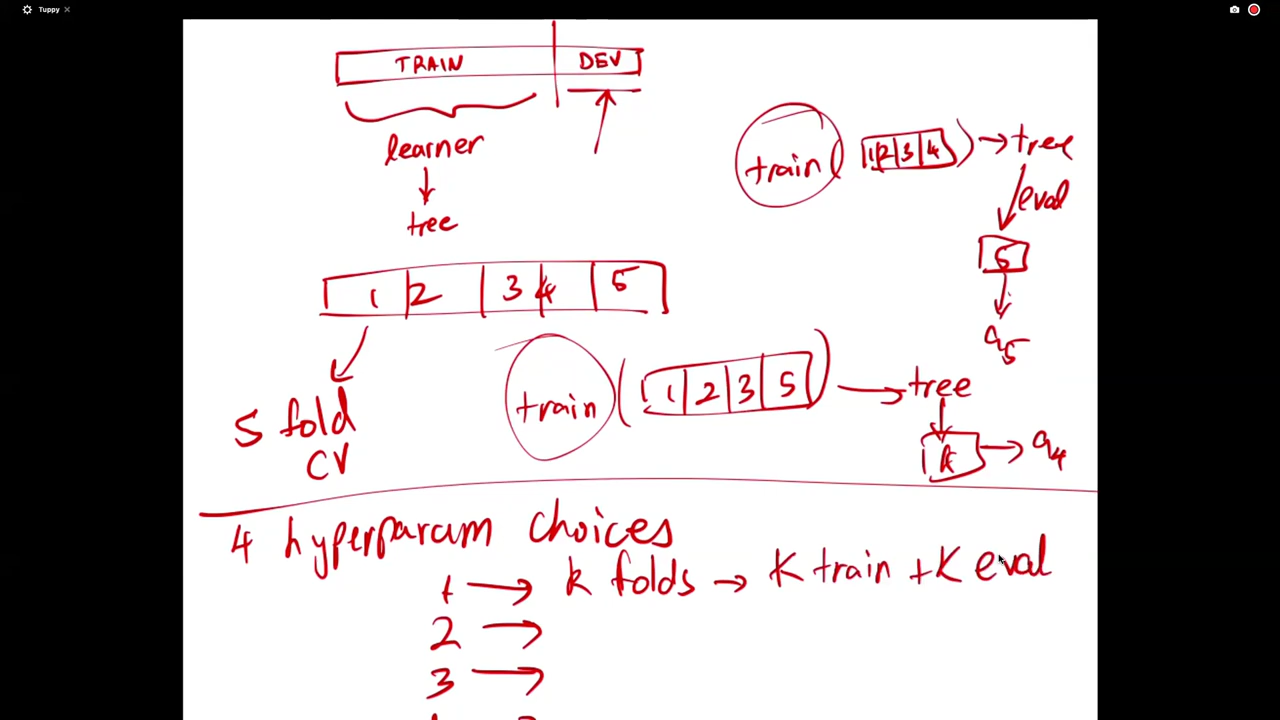 Tuppy
TRAIN DEV
learner
tree
train ( 1 2 3 4 ) → tree
eval
5
a5
1 2 3 4 5
5 fold
CV
train ( 1 2 3 5 ) → tree
4 → a4
4 hyperparam choices
1 → k folds → K train + K eval
2 →
3 →